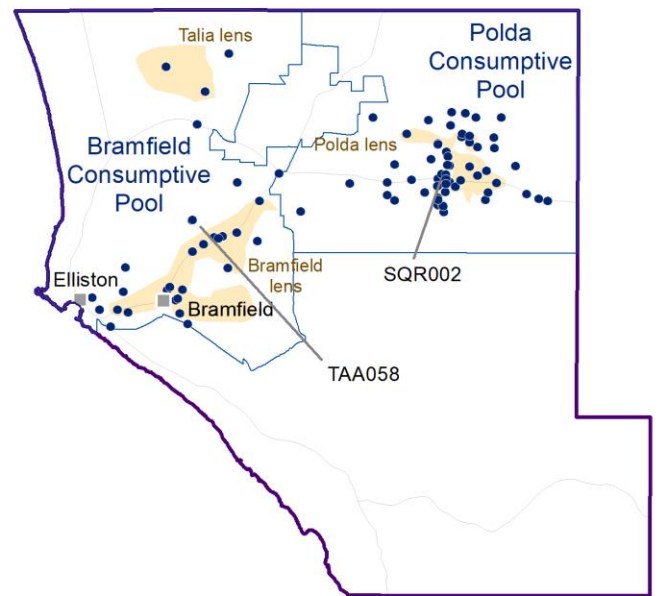 Talia lens
Polda
Consumptive
Pool
Polda lens
Bramfield
Consumptive
Pool
SQR002
Elliston
Bramfield
lens
Bramfield
TAA058